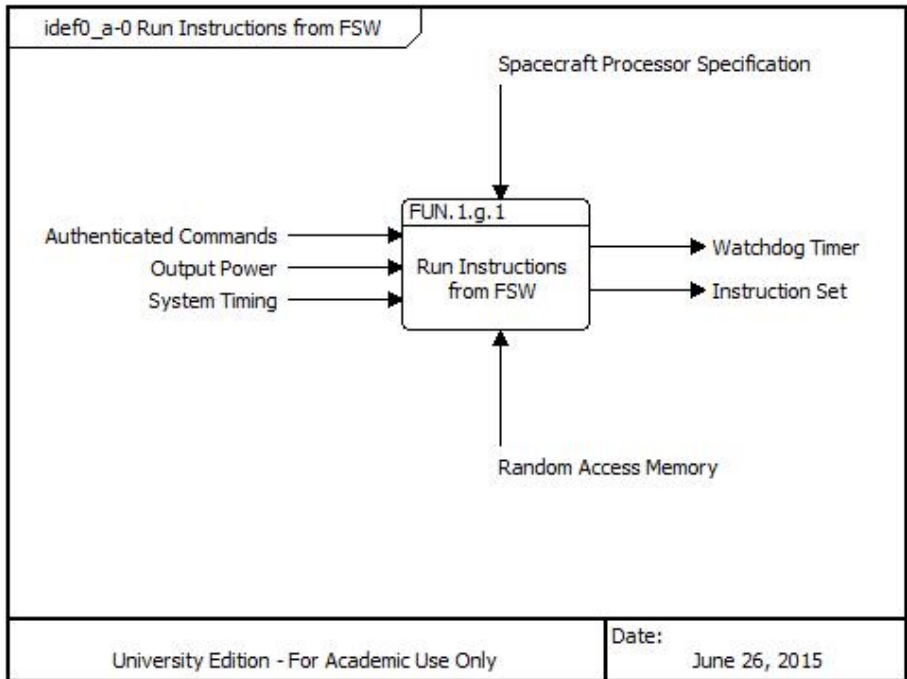 idef0_a-0 Run Instructions from FSW
Spacecraft Processor Specification
FUN.1.g.1
Authenticated Commands
Output Power
System Timing
Run Instructions
from FSW
Watchdog Timer
Instruction Set
Random Access Memory
University Edition - For Academic Use Only
Date:
June 26, 2015